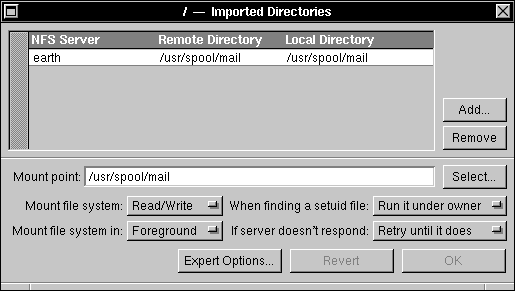 / — Imported Directories
NFS Server Remote Directory Local Directory
earth /usr/spool/mail /usr/spool/mail
Add...
Remove
Mount point: /usr/spool/mail Select...
Mount file system: Read/Write When finding a setuid file: Run it under owner
Mount file system in: Foreground If server doesn't respond: Retry until it does
Expert Options... Revert OK